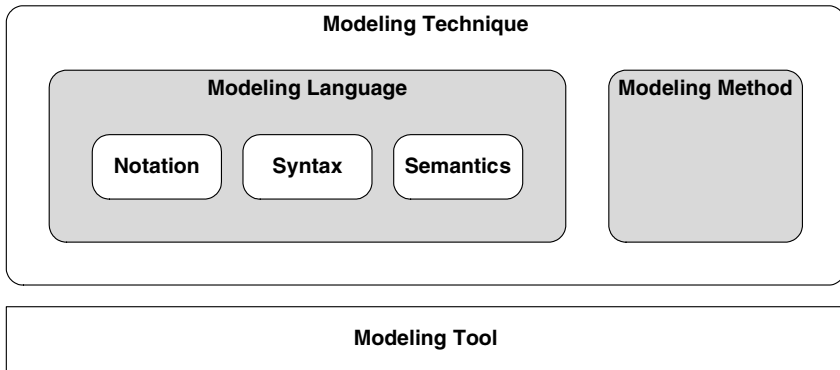 Modeling Technique
Modeling Language
Modeling Method
Notation
Syntax
Semantics
Modeling Tool